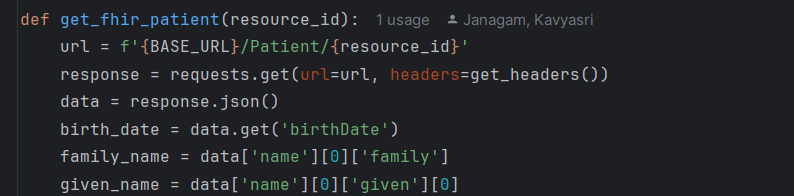 def get_fhir_patient(resource_id):  1 usage  Janagam, Kavyasri
    url = f'{BASE_URL}/Patient/{resource_id}'
    response = requests.get(url=url, headers=get_headers())
    data = response.json()
    birth_date = data.get('birthDate')
    family_name = data['name'][0]['family']
    given_name = data['name'][0]['given'][0]